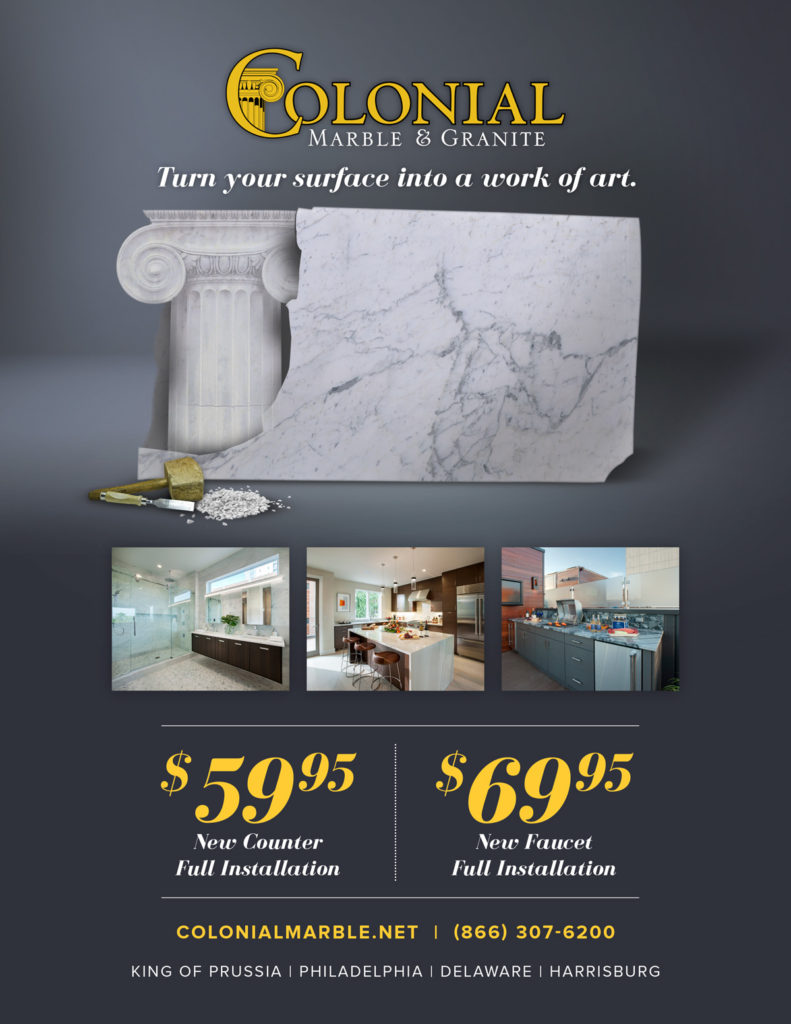 COLONIAL
MARBLE & GRANITE
Turn your surface into a work of art.
$5995
New Counter
Full Installation
$6995
New Faucet
Full Installation
COLONIALMARBLE.NET | (866) 307-6200
KING OF PRUSSIA | PHILADELPHIA | DELAWARE | HARRISBURG